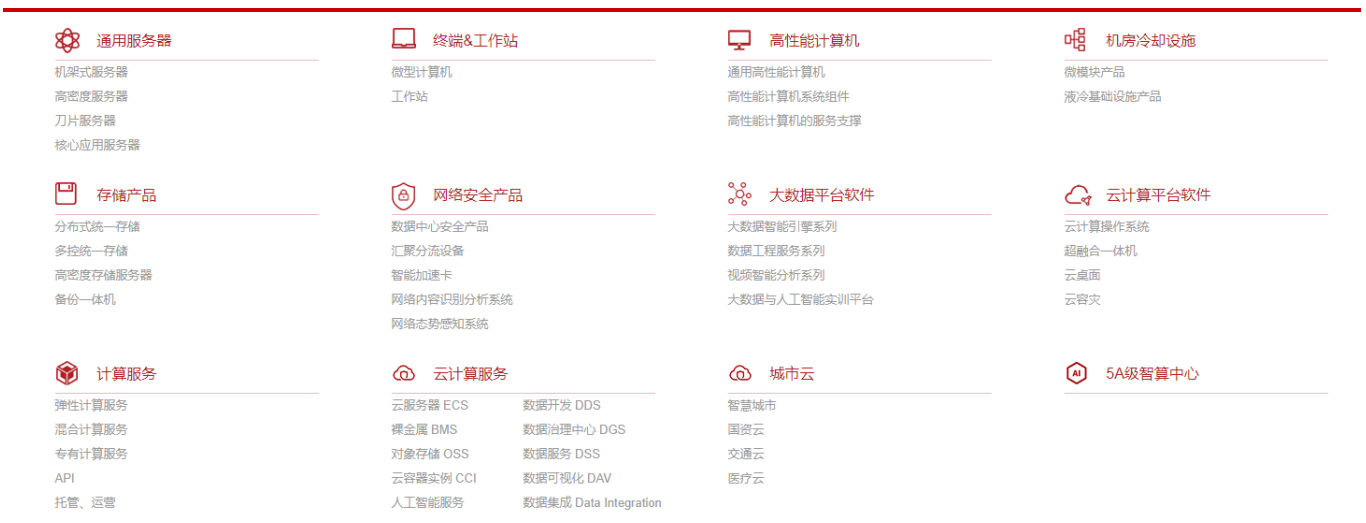 通用服务器
机架式服务器
高密度服务器
刀片服务器
核心应用服务器
终端&工作站
微型计算机
工作站
高性能计算机
通用高性能计算机
高性能计算机系统组件
高性能计算机的服务支撑
机房冷却设施
微模块产品
液冷基础设施产品
存储产品
分布式统一存储
多控统一存储
高密度存储服务器
备份一体机
网络安全产品
数据中心安全产品
汇聚分流设备
智能加速卡
网络内容识别分析系统
网络态势感知系统
大数据平台软件
大数据智能引擎系列
数据工程服务系列
视频智能分析系列
大数据与人工智能实训平台
云计算平台软件
云计算操作系统
超融合一体机
云桌面
云容灾
计算服务
弹性计算服务
混合计算服务
专有计算服务
API
托管、运营
云计算服务
云服务器 ECS
裸金属 BMS
对象存储 OSS
云容器实例 CCI
人工智能服务
数据开发 DDS
数据治理中心 DGS
数据服务 DSS
数据可视化 DAV
数据集成 Data Integration
城市云
智慧城市
国资云
交通云
医疗云
AI
5A级智算中心